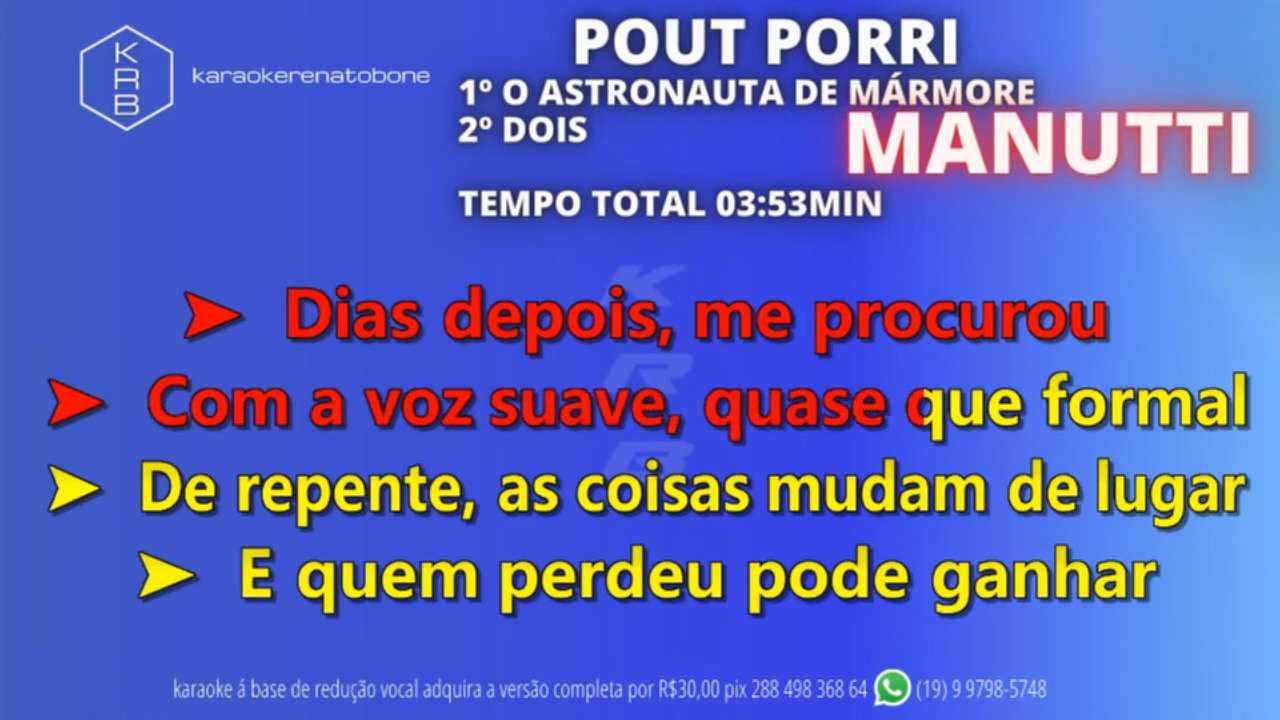 KRB
karaokerenatobone
POUT PORRI
1º O ASTRONAUTA DE MÁRMORE
2º DOIS
MANUTTI
TEMPO TOTAL 03:53MIN
KRB
➤ Dias depois, me procurou
➤ Com a voz suave, quase que formal
➤ De repente, as coisas mudam de lugar
➤ E quem perdeu pode ganhar
karaoke á base de redução vocal adquira a versão completa por R$30,00 pix 288 498 368 64 (19) 9 9798-5748